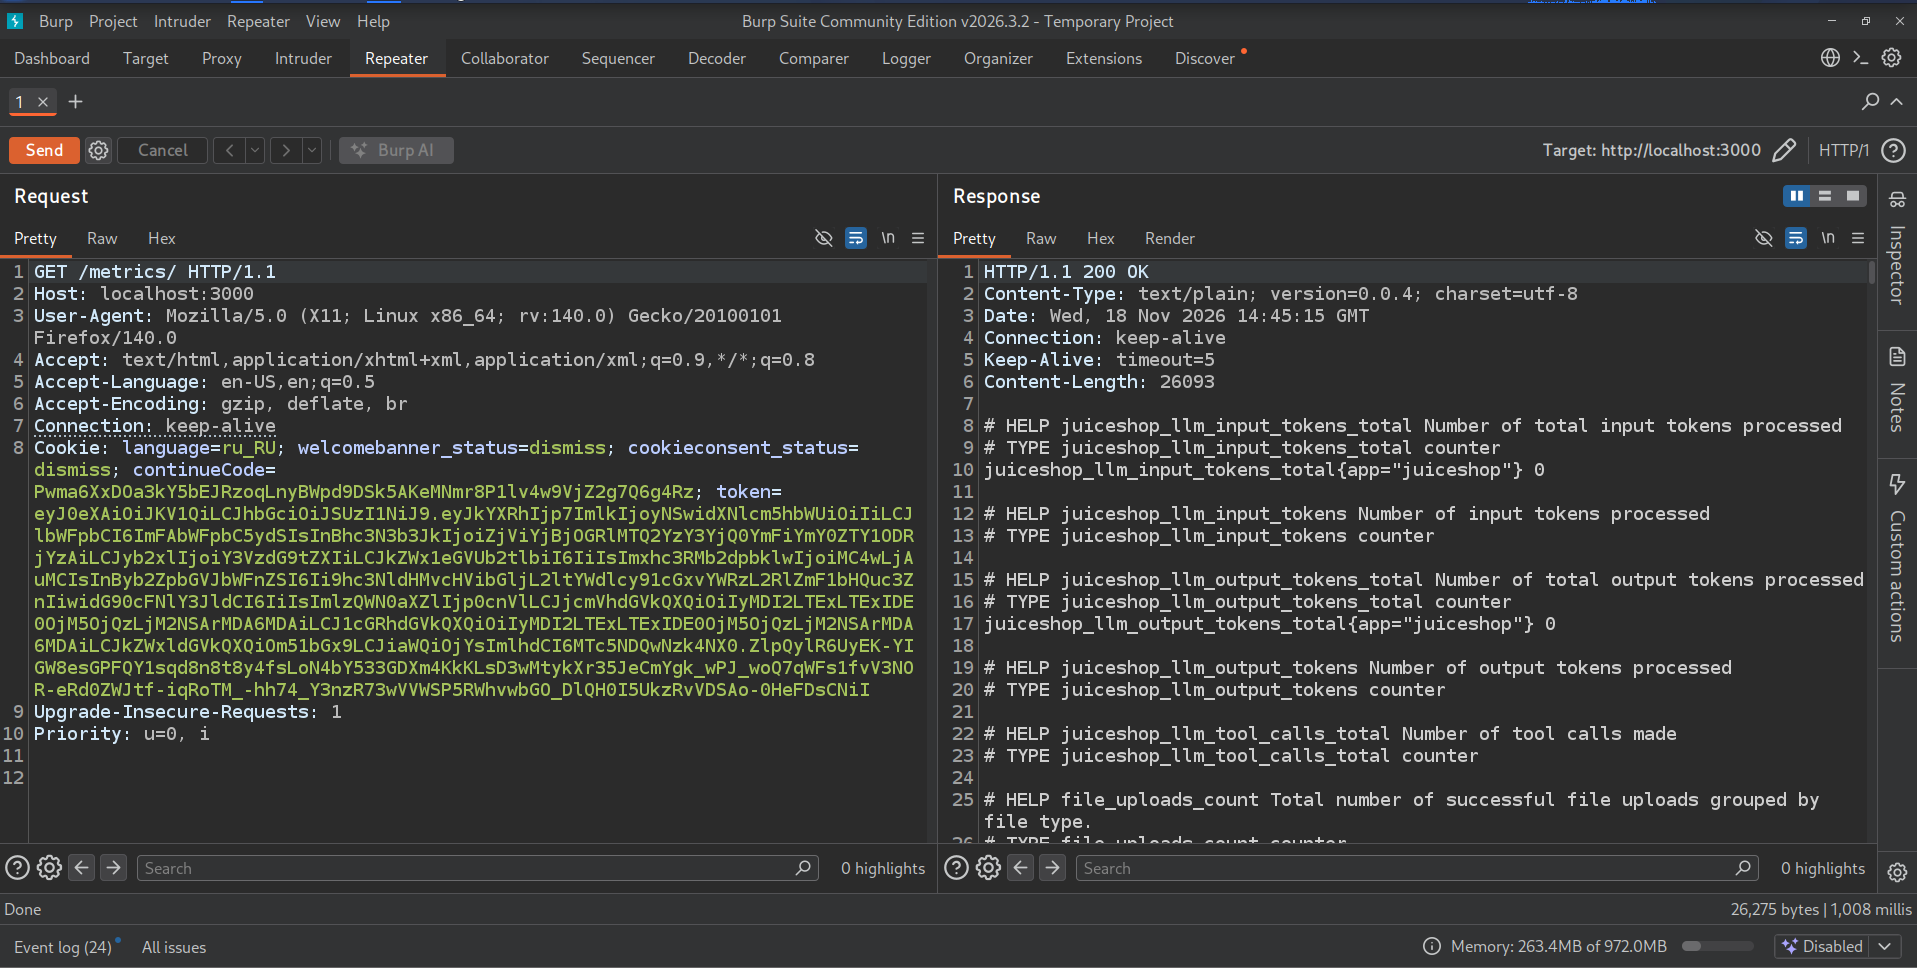 Burp Project Intruder Repeater View Help
Burp Suite Community Edition v2026.3.2 - Temporary Project
Dashboard Target Proxy Intruder Repeater Collaborator Sequencer Decoder Comparer Logger Organizer Extensions Discover
1
Send Cancel Burp AI
Target: http://localhost:3000 HTTP/1
Request
Pretty Raw Hex
\n
1 GET /metrics/ HTTP/1.1
2 Host: localhost:3000
3 User-Agent: Mozilla/5.0 (X11; Linux x86_64; rv:140.0) Gecko/20100101
Firefox/140.0
4 Accept: text/html,application/xhtml+xml,application/xml;q=0.9,*/*;q=0.8
5 Accept-Language: en-US,en;q=0.5
6 Accept-Encoding: gzip, deflate, br
7 Connection: keep-alive
8 Cookie: language=ru_RU; welcomebanner_status=dismiss; cookieconsent_status=
dismiss; continueCode=
Pwma6XxDOa3kY5bEJRzoqLnyBWpd9DSk5AKeMNmr8P1lv4w9VjZ2g7Q6g4Rz; token=
eyJ0eXAiOiJKV1QiLCJhbGciOiJSUzI1NiJ9.eyJkYXRhIjp7ImlkIjoyNSwidXNlcm5hbWUiOiIiLCJ
lbWFpbCI6ImFAbWFpbC5ydSIsInBhc3N3b3JkIjoiZjViYjBjOGRlMTQ2YzY3YjQ0YmFiYmY0ZTY1ODR
jYzAiLCJyb2xlIjoiY3VzdG9tZXIiLCJkZWx1eGVUb2tlbiI6IiIsImxhc3RMb2dpbklwIjoiMC4wLjA
uMCIsInByb2ZpbGVJbWFnZSI6Ii9hc3NldHMvcHVibGljL2ltYWdlcy91cGxvYWRzL2RlZmF1bHQuc3Z
nIiwidG90cFNlY3JldCI6IiIsImlzQWN0aXZlIjp0cnVlLCJjcmVhdGVkQXQiOiIyMDI2LTExLTExIDE
0OjM5OjQzLjM2NSArMDA6MDAiLCJ1cGRhdGVkQXQiOiIyMDI2LTExLTExIDE0OjM5OjQzLjM2NSArMDA
6MDAiLCJkZWxldGVkQXQiOm51bGx9LCJiaWQiOjYsImlhdCI6MTc5NDQwNzk4NX0.ZlpQylR6UyEK-YI
GW8esGPFQY1sqd8n8t8y4fsLoN4bY533GDXm4KkKLsD3wMtykXr35JeCmYgk_wPJ_woQ7qWFs1fvV3NO
R-eRd0ZWJtf-iqRoTM_-hh74_Y3nzR73wVVWSP5RWhvwbGO_DlQH0I5UkzRvVDSAo-0HeFDsCNiI
9 Upgrade-Insecure-Requests: 1
10 Priority: u=0, i
11
12
Response
Pretty Raw Hex Render
\n
1 HTTP/1.1 200 OK
2 Content-Type: text/plain; version=0.0.4; charset=utf-8
3 Date: Wed, 18 Nov 2026 14:45:15 GMT
4 Connection: keep-alive
5 Keep-Alive: timeout=5
6 Content-Length: 26093
7
8 # HELP juiceshop_llm_input_tokens_total Number of total input tokens processed
9 # TYPE juiceshop_llm_input_tokens_total counter
10 juiceshop_llm_input_tokens_total{app="juiceshop"} 0
11
12 # HELP juiceshop_llm_input_tokens Number of input tokens processed
13 # TYPE juiceshop_llm_input_tokens counter
14
15 # HELP juiceshop_llm_output_tokens_total Number of total output tokens processed
16 # TYPE juiceshop_llm_output_tokens_total counter
17 juiceshop_llm_output_tokens_total{app="juiceshop"} 0
18
19 # HELP juiceshop_llm_output_tokens Number of output tokens processed
20 # TYPE juiceshop_llm_output_tokens counter
21
22 # HELP juiceshop_llm_tool_calls_total Number of tool calls made
23 # TYPE juiceshop_llm_tool_calls_total counter
24
25 # HELP file_uploads_count Total number of successful file uploads grouped by
file type.
26 # TYPE file_uploads_count counter
Inspector
Notes
Custom actions
Search 0 highlights
Search 0 highlights
Done
26,275 bytes | 1,008 millis
Event log (24) All issues
Memory: 263.4MB of 972.0MB
Disabled